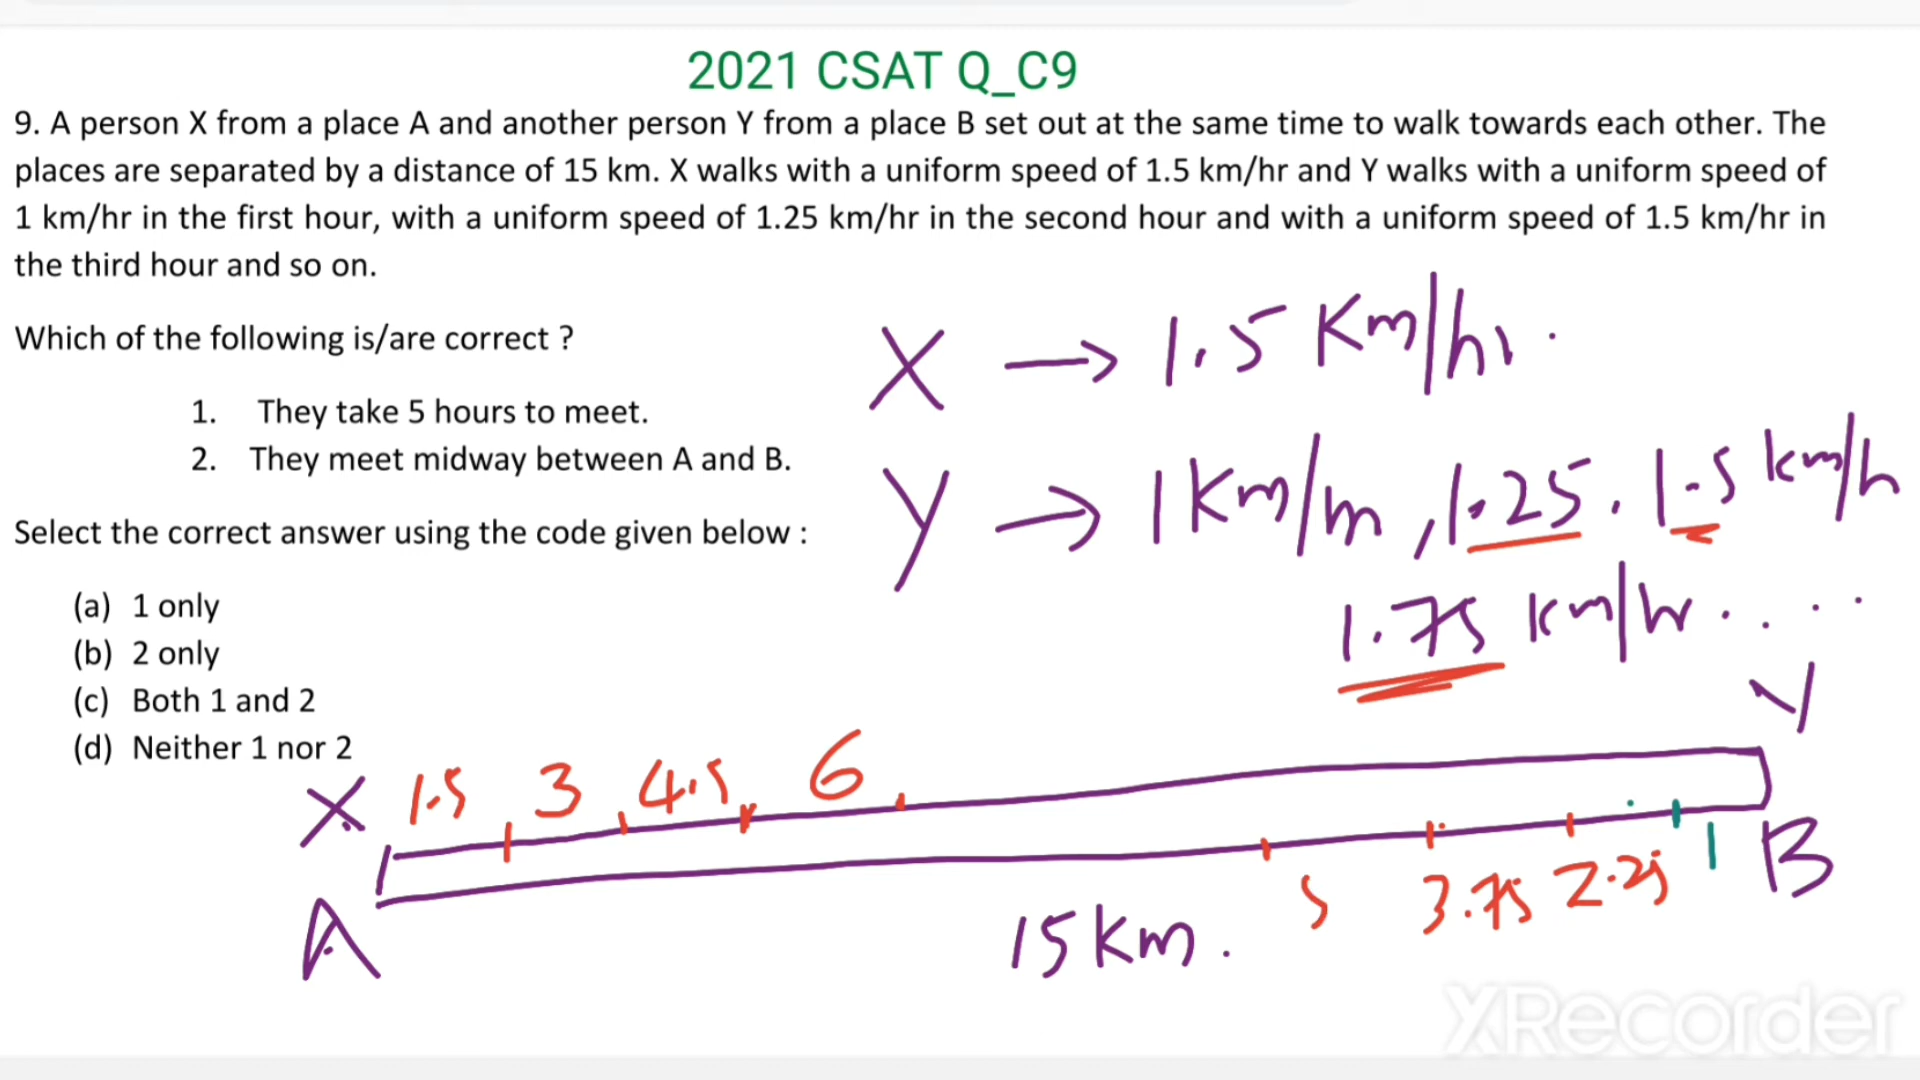 2021 CSAT Q_C9
9. A person X from a place A and another person Y from a place B set out at the same time to walk towards each other. The
places are separated by a distance of 15 km. X walks with a uniform speed of 1.5 km/hr and Y walks with a uniform speed of
1 km/hr in the first hour, with a uniform speed of 1.25 km/hr in the second hour and with a uniform speed of 1.5 km/hr in
the third hour and so on.
Which of the following is/are correct ?
X → 1.5 Km/hr.
1. They take 5 hours to meet.
2. They meet midway between A and B.
Y → 1 Km/m, 1.25. 1.5 km/h
Select the correct answer using the code given below :
(a) 1 only
1.75 km/hr.....
(b) 2 only
(c) Both 1 and 2
Y
(d) Neither 1 nor 2
X 1.5 3 4.5 6
5 3.75 2.25 1 B
A 15 Km.
XRecorder